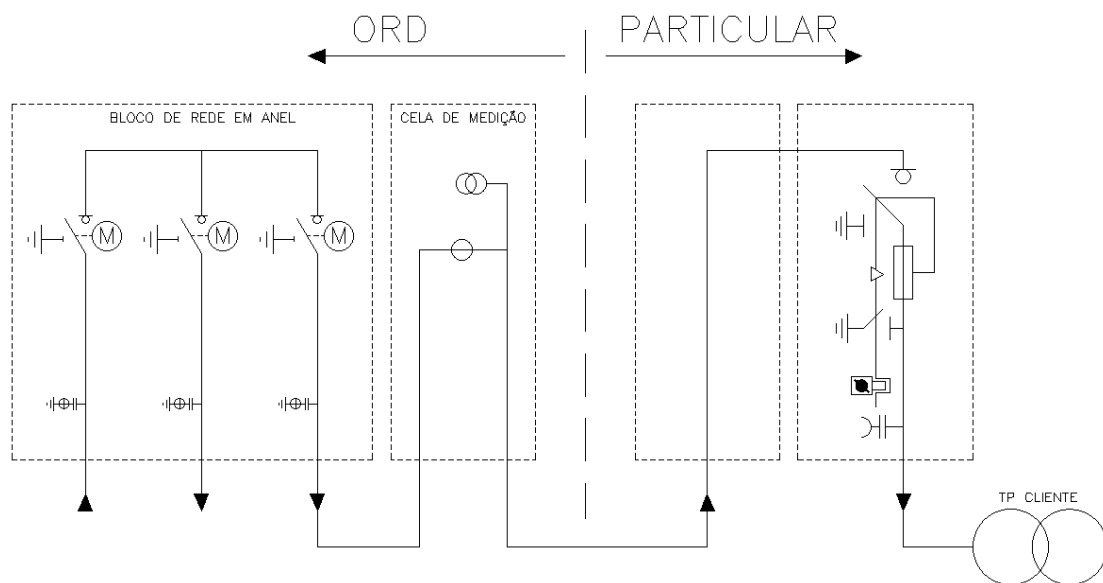 ORD
PARTICULAR
BLOCO DE REDE EM ANEL
CELA DE MEDIÇÃO
M
M
M
TP CLIENTE